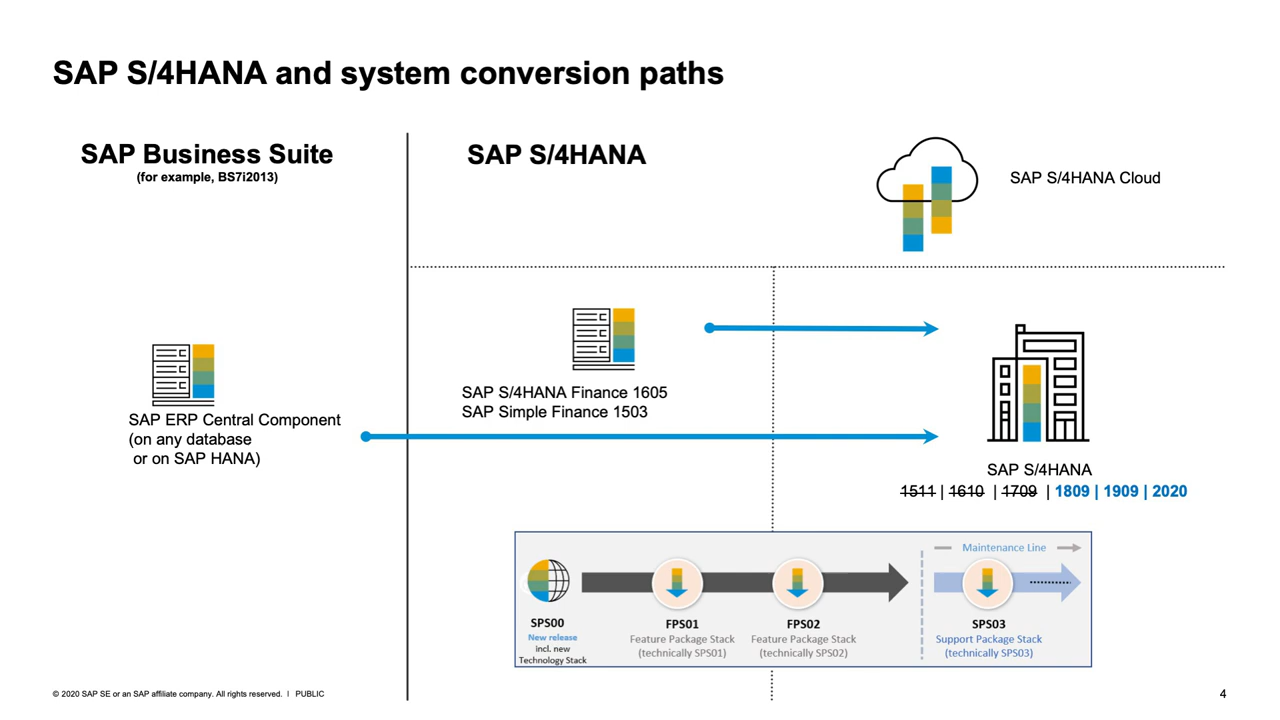 SAP S/4HANA and system conversion paths
SAP Business Suite
(for example, BS7i2013)
SAP S/4HANA
SAP S/4HANA Cloud
SAP ERP Central Component
(on any database
or on SAP HANA)
SAP S/4HANA Finance 1605
SAP Simple Finance 1503
SAP S/4HANA
1511 | 1610 | 1709 | 1809 | 1909 | 2020
Maintenance Line
SPS00
New release
incl. new
Technology Stack
FPS01
Feature Package Stack
(technically SPS01)
FPS02
Feature Package Stack
(technically SPS02)
SPS03
Support Package Stack
(technically SPS03)
© 2020 SAP SE or an SAP affiliate company. All rights reserved. | PUBLIC
4